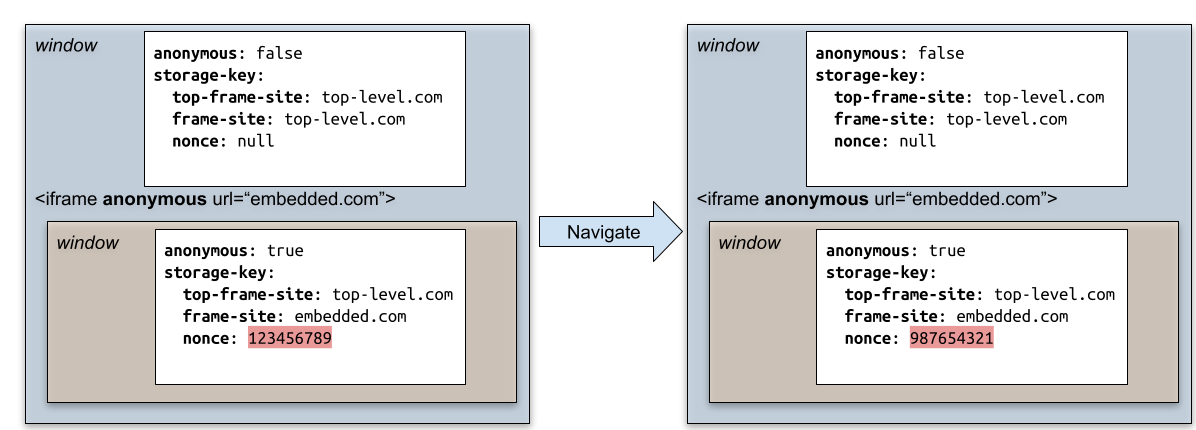 window
anonymous: false
storage-key:
top-frame-site: top-level.com
frame-site: top-level.com
nonce: null
<iframe anonymous url=“embedded.com”>
window
anonymous: true
storage-key:
top-frame-site: top-level.com
frame-site: embedded.com
nonce: 123456789
Navigate
window
anonymous: false
storage-key:
top-frame-site: top-level.com
frame-site: top-level.com
nonce: null
<iframe anonymous url=“embedded.com”>
window
anonymous: true
storage-key:
top-frame-site: top-level.com
frame-site: embedded.com
nonce: 987654321